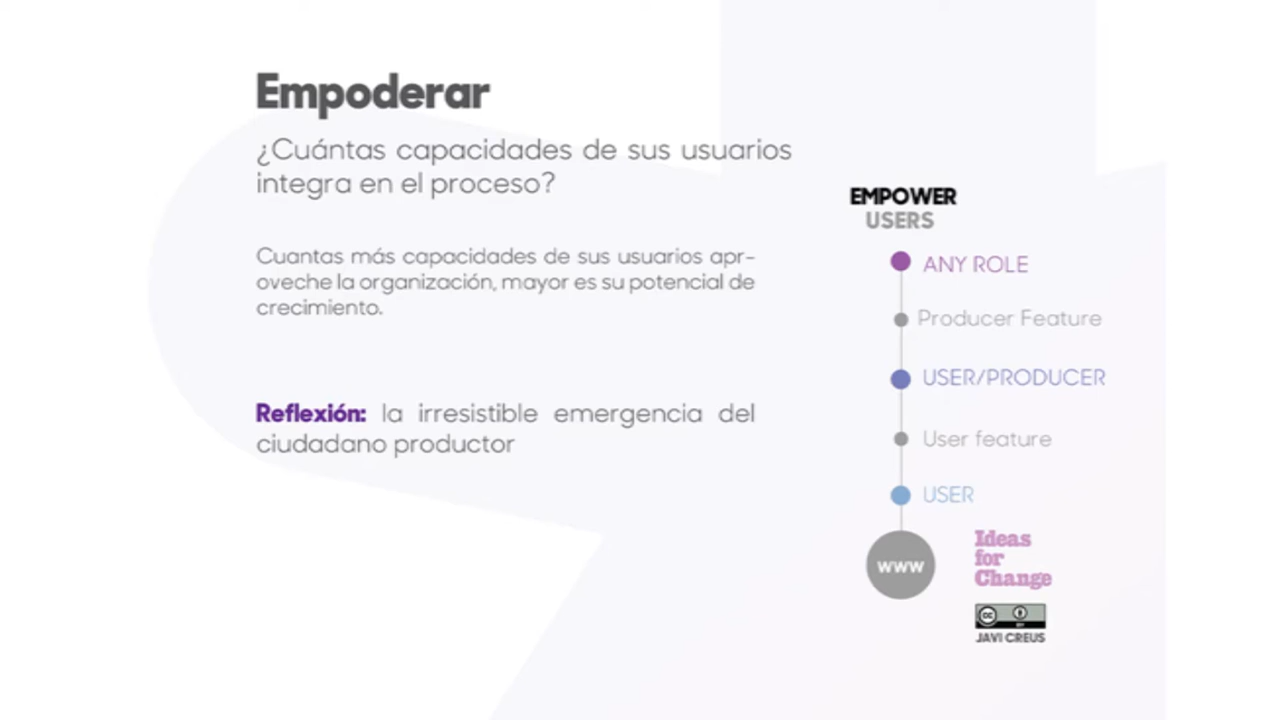 Empoderar
¿Cuántas capacidades de sus usuarios
integra en el proceso?
Cuantas más capacidades de sus usuarios apr-
oveche la organización, mayor es su potencial de
crecimiento.
Reflexión: la irresistible emergencia del
ciudadano productor
EMPOWER
USERS
ANY ROLE
Producer Feature
USER/PRODUCER
User feature
USER
www
Ideas
for
Change
cc
BY
JAVI CREUS